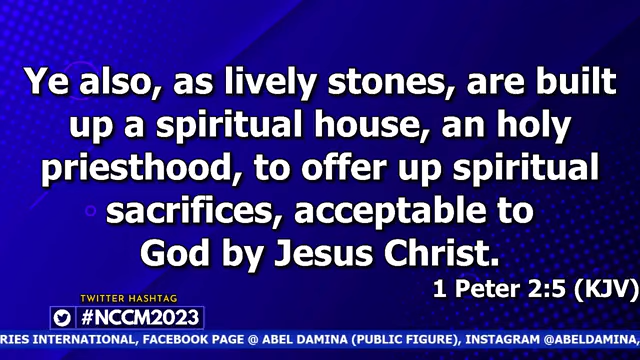 Ye also, as lively stones, are built
up a spiritual house, an holy
priesthood, to offer up spiritual
sacrifices, acceptable to
God by Jesus Christ.
1 Peter 2:5 (KJV)
TWITTER HASHTAG
#NCCM2023
RIES INTERNATIONAL, FACEBOOK PAGE @ ABEL DAMINA (PUBLIC FIGURE), INSTAGRAM @ABELDAMINA,